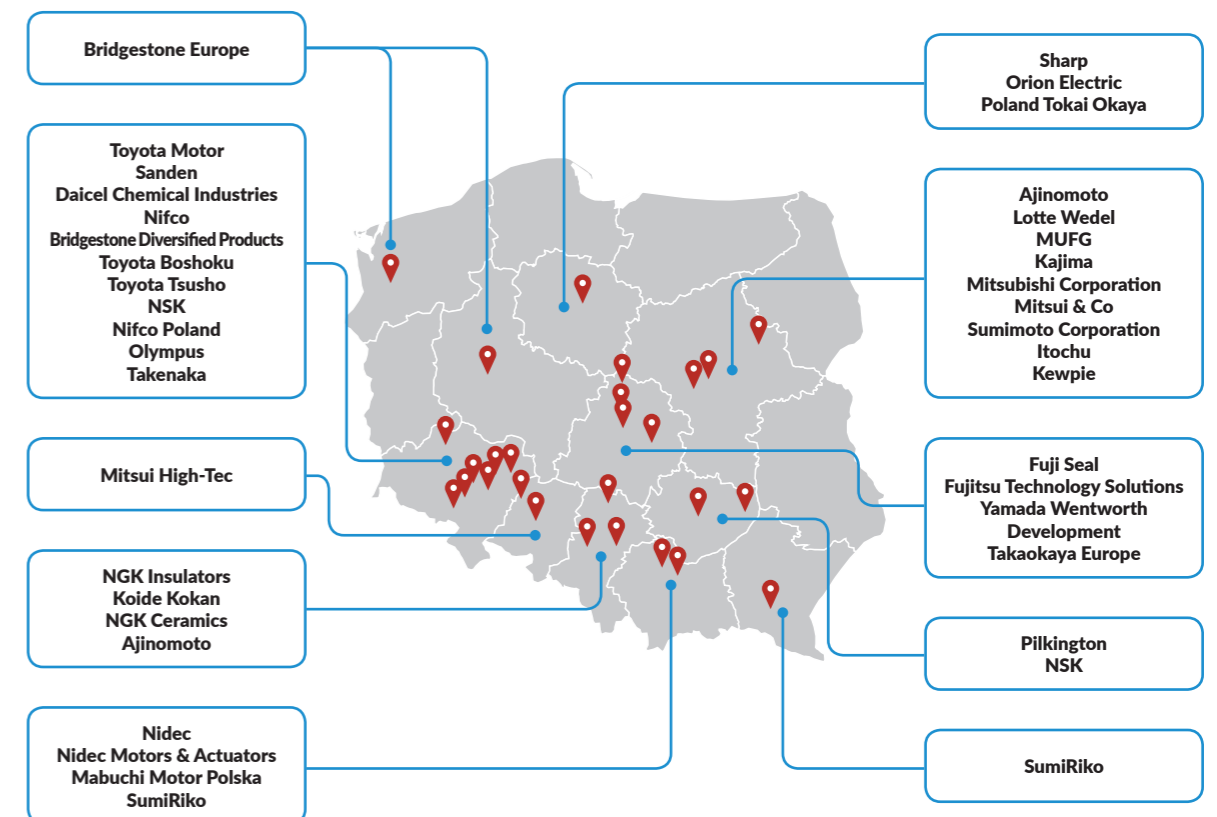 Bridgestone Europe
Toyota Motor
Sanden
Daicel Chemical Industries
Nifco
Bridgestone Diversified Products
Toyota Boshoku
Toyota Tsusho
NSK
Nifco Poland
Olympus
Takenaka
Mitsui High-Tec
NGK Insulators
Koide Kokan
NGK Ceramics
Ajinomoto
Nidec
Nidec Motors & Actuators
Mabuchi Motor Polska
SumiRiko
Sharp
Orion Electric
Poland Tokai Okaya
Ajinomoto
Lotte Wedel
MUFG
Kajima
Mitsubishi Corporation
Mitsui & Co
Sumimoto Corporation
Itochu
Kewpie
Fuji Seal
Fujitsu Technology Solutions
Yamada Wentworth
Development
Takaokaya Europe
Pilkington
NSK
SumiRiko